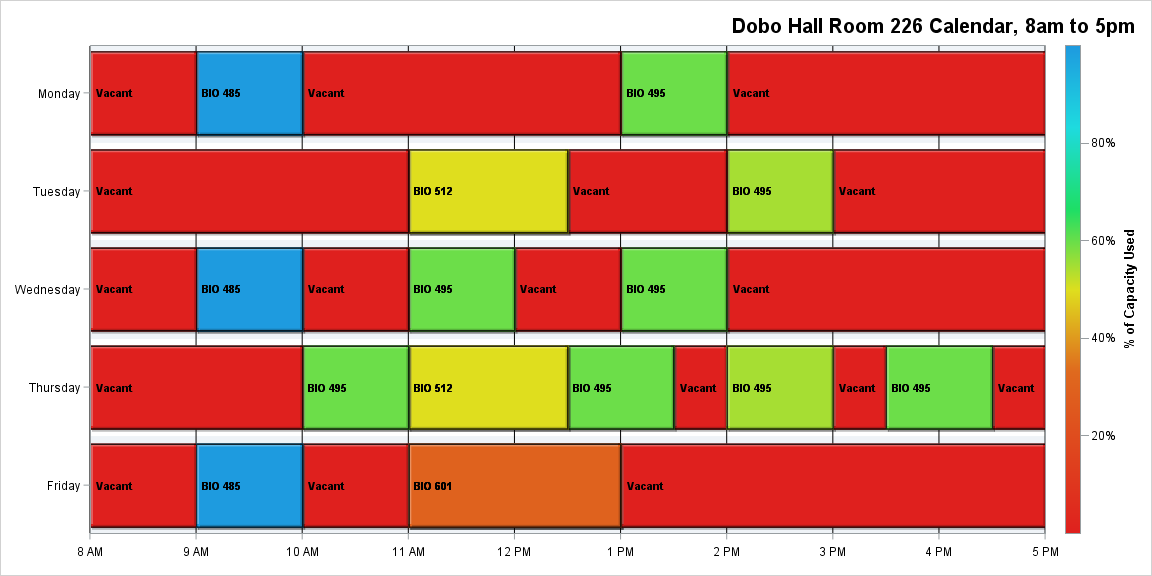 Dobo Hall Room 226 Calendar, 8am to 5pm
Monday Vacant BIO 485 Vacant BIO 495 Vacant
80%
Tuesday Vacant BIO 512 Vacant BIO 495 Vacant
60%
Wednesday Vacant BIO 485 Vacant BIO 495 Vacant BIO 495 Vacant
% of Capacity Used
40%
Thursday Vacant BIO 495 BIO 512 BIO 495 Vacant BIO 495 Vacant BIO 495 Vacant
20%
Friday Vacant BIO 485 Vacant BIO 601 Vacant
8 AM 9 AM 10 AM 11 AM 12 PM 1 PM 2 PM 3 PM 4 PM 5 PM